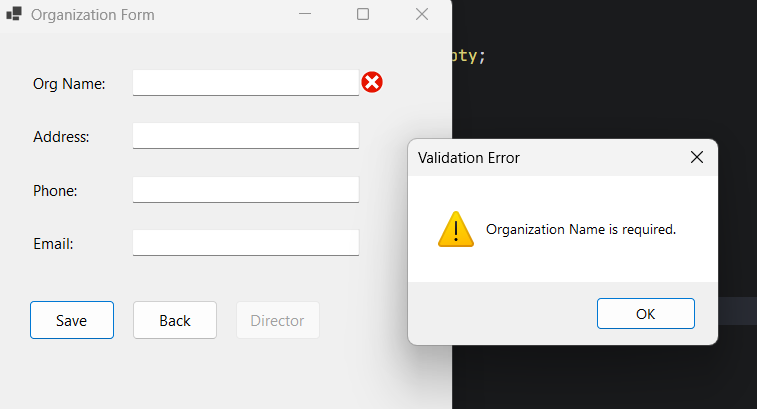 Organization Form
pty;
Org Name:
Address:
Validation Error
Phone:
Organization Name is required.
Email:
Save
Back
Director
OK